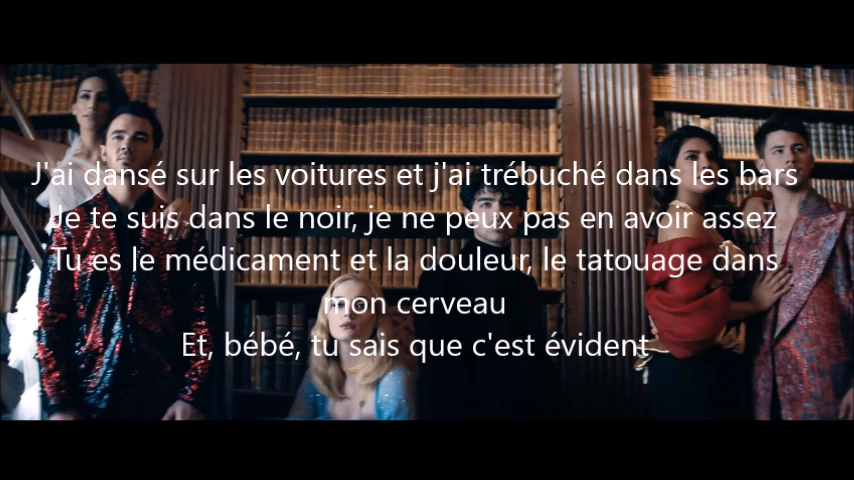 J'ai dansé sur les voitures et j'ai trébuché dans les bars
Je te suis dans le noir, je ne peux pas en avoir assez
Tu es le médicament et la douleur, le tatouage dans
mon cerveau
Et, bébé, tu sais que c'est évident